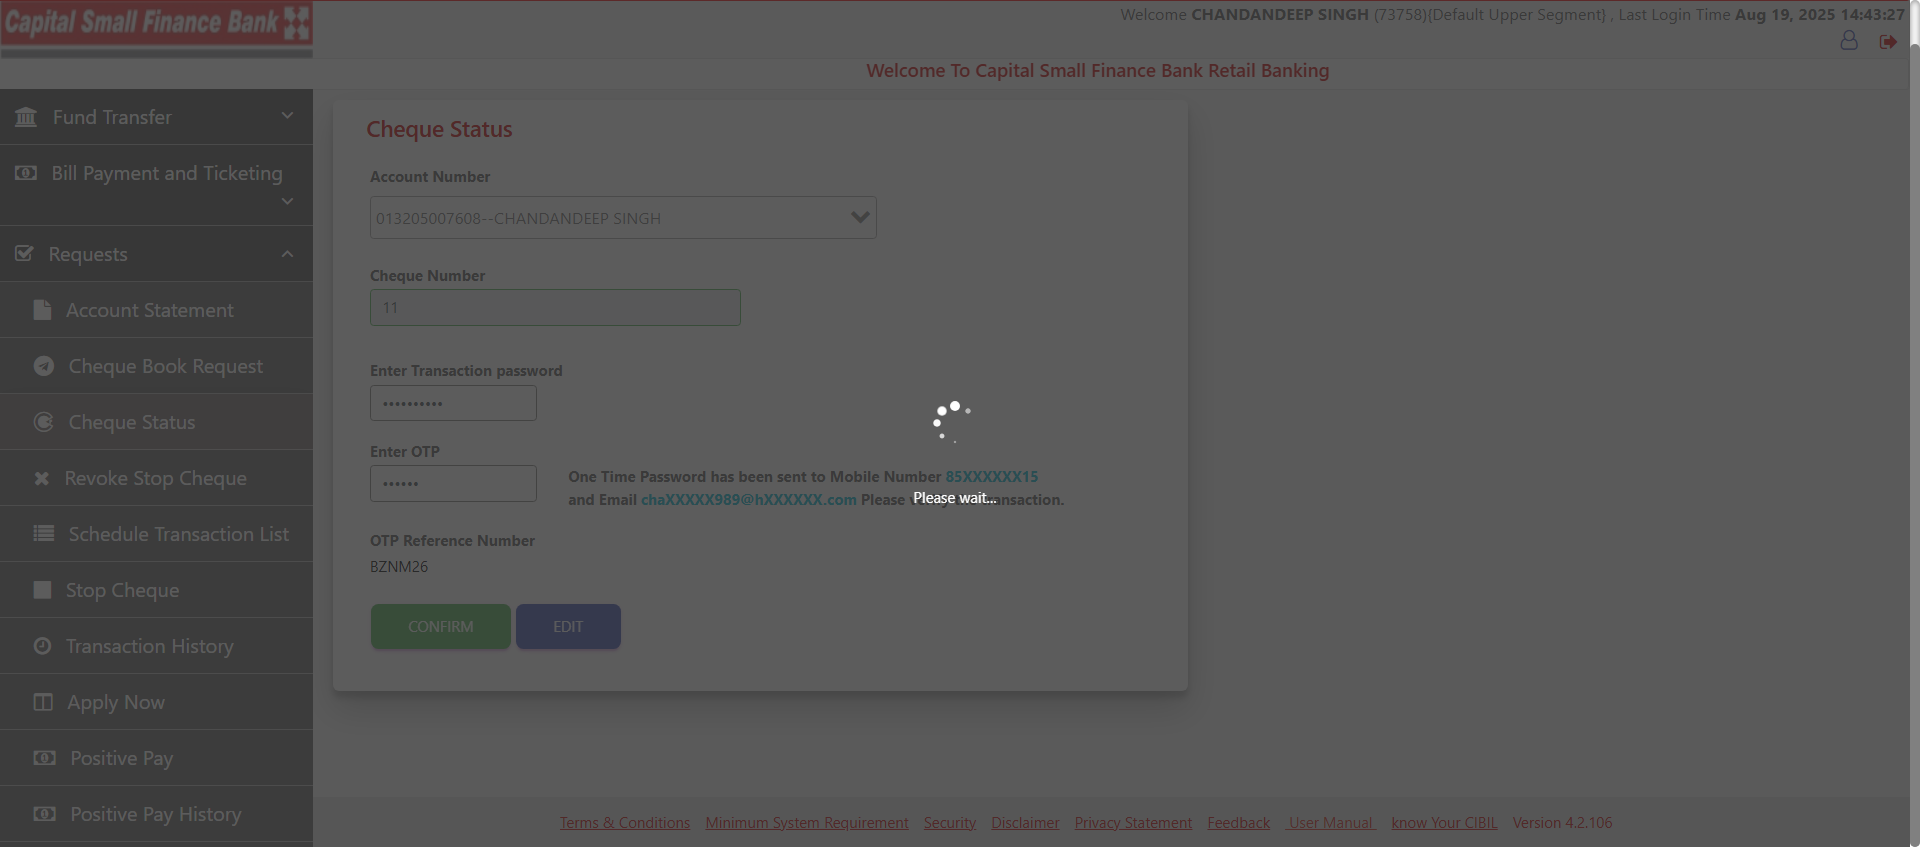 Capital Small Finance Bank
Welcome CHANDANDEEP SINGH (73758){Default Upper Segment} , Last Login Time Aug 19, 2025 14:43:27
Welcome To Capital Small Finance Bank Retail Banking
Fund Transfer
Bill Payment and Ticketing
Requests
Account Statement
Cheque Book Request
Cheque Status
Revoke Stop Cheque
Schedule Transaction List
Stop Cheque
Transaction History
Apply Now
Positive Pay
Positive Pay History
Cheque Status
Account Number
013205007608--CHANDANDEEP SINGH
Cheque Number
11
Enter Transaction password
••••••••••
Enter OTP
••••••
One Time Password has been sent to Mobile Number 85XXXXXX15
and Email chaXXXXX989@hXXXXXX.com Please transaction.
Please wait...
OTP Reference Number
BZNM26
CONFIRM EDIT
Terms & Conditions Minimum System Requirement Security Disclaimer Privacy Statement Feedback User Manual know Your CIBIL Version 4.2.106